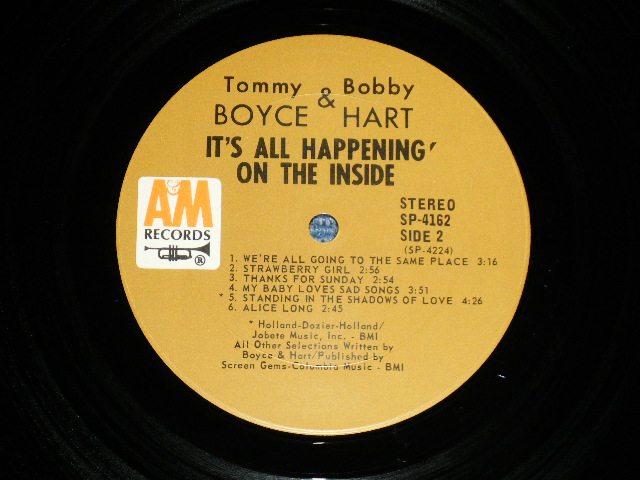 Tommy & Bobby
BOYCE HART
IT'S ALL HAPPENING'
ON THE INSIDE
A&M
RECORDS
®
STEREO
SP-4162
SIDE 2
(SP-4224)
1. WE'RE ALL GOING TO THE SAME PLACE 3:16
2. STRAWBERRY GIRL 2:56
3. THANKS FOR SUNDAY 2:54
4. MY BABY LOVES SAD SONGS 3:51
* 5. STANDING IN THE SHADOWS OF LOVE 4:26
6. ALICE LONG 2:45
* Holland-Dozier-Holland/
Jobete Music, Inc. - BMI
All Other Selections Written by
Boyce & Hart/Published by
Screen Gems-Columbia Music - BMI